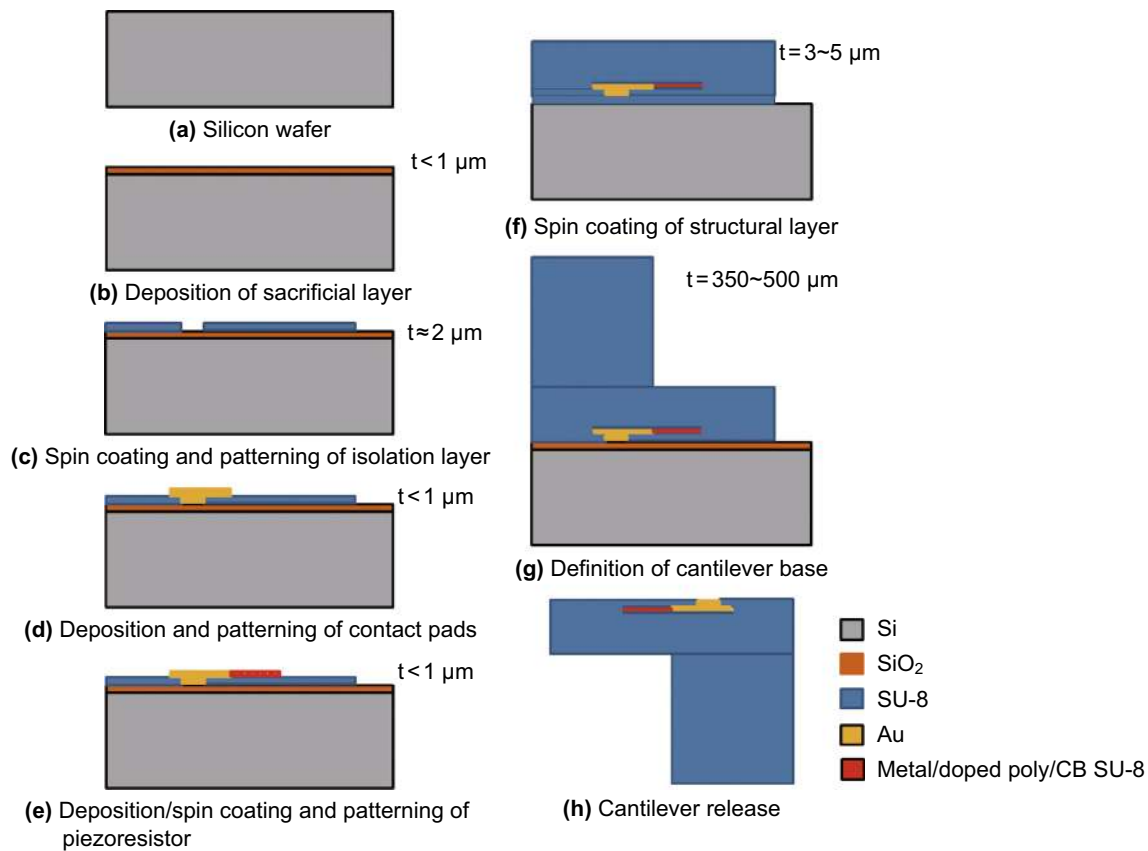 (a) Silicon wafer
t < 1 µm
(b) Deposition of sacrificial layer
t ≈ 2 µm
(c) Spin coating and patterning of isolation layer
t < 1 µm
(d) Deposition and patterning of contact pads
t < 1 µm
(e) Deposition/spin coating and patterning of
piezoresistor
t = 3~5 µm
(f) Spin coating of structural layer
t = 350~500 µm
(g) Definition of cantilever base
(h) Cantilever release
Si
SiO₂
SU-8
Au
Metal/doped poly/CB SU-8